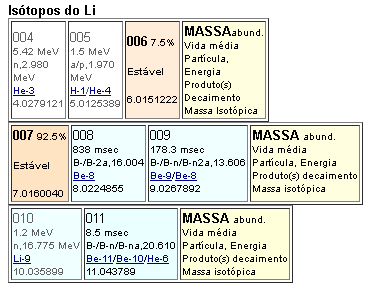 Isótopos do Li
004
5.42 MeV
n,2.980
MeV
He-3
4.0279121
005
1.5 MeV
a/p,1.970
MeV
H-1/He-4
5.0125389
006 7.5%
Estável
6.0151222
MASSA abund.
Vida média
Partícula,
Energia
Produto(s)
Decaimento
Massa Isotópica
007 92.5%
Estável
7.0160040
008
838 msec
B-/B-2a,16.004
Be-8
8.0224855
009
178.3 msec
B-/B-n/B-n2a,13.606
Be-9/Be-8
9.0267892
MASSA abund.
Vida média
Partícula, Energia
Produto(s) decaimento
Massa isotópica
010
1.2 MeV
n,16.775 MeV
Li-9
10.035899
011
8.5 msec
B-/B-n/B-na,20.610
Be-11/Be-10/He-6
11.043789
MASSA abund.
Vida média
Partícula, Energia
Produto(s) decaimento
Massa isotópica